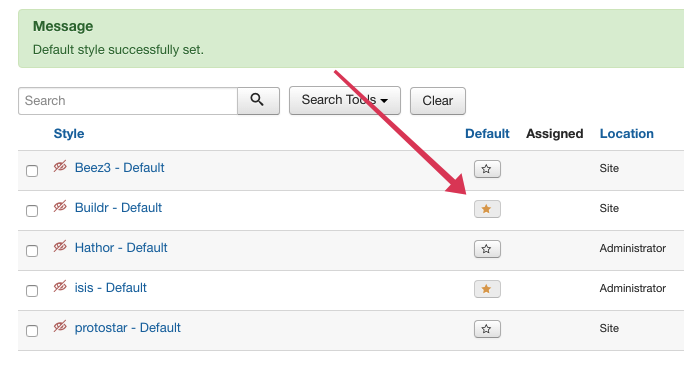 Message
Default style successfully set.
Search Search Tools Clear
Style Default Assigned Location
Beez3 - Default Site
Buildr - Default Site
Hathor - Default Administrator
isis - Default Administrator
protostar - Default Site